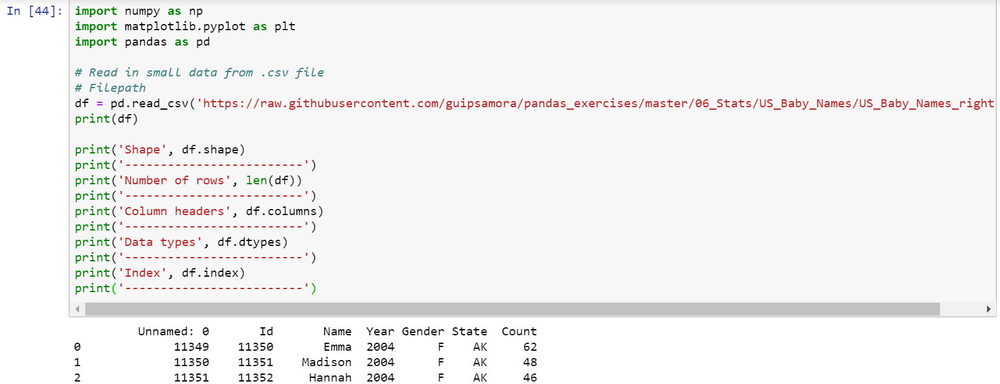 In [44]:
import numpy as np
import matplotlib.pyplot as plt
import pandas as pd
# Read in small data from .csv file
# Filepath
df = pd.read_csv('https://raw.githubusercontent.com/guipsamora/pandas_exercises/master/06_Stats/US_Baby_Names/US_Baby_Names_right
print(df)
print('Shape', df.shape)
print('-------------------------')
print('Number of rows', len(df))
print('-------------------------')
print('Column headers', df.columns)
print('-------------------------')
print('Data types', df.dtypes)
print('-------------------------')
print('Index', df.index)
print('-------------------------')
Unnamed: 0 Id Name Year Gender State Count
0 11349 11350 Emma 2004 F AK 62
1 11350 11351 Madison 2004 F AK 48
2 11351 11352 Hannah 2004 F AK 46